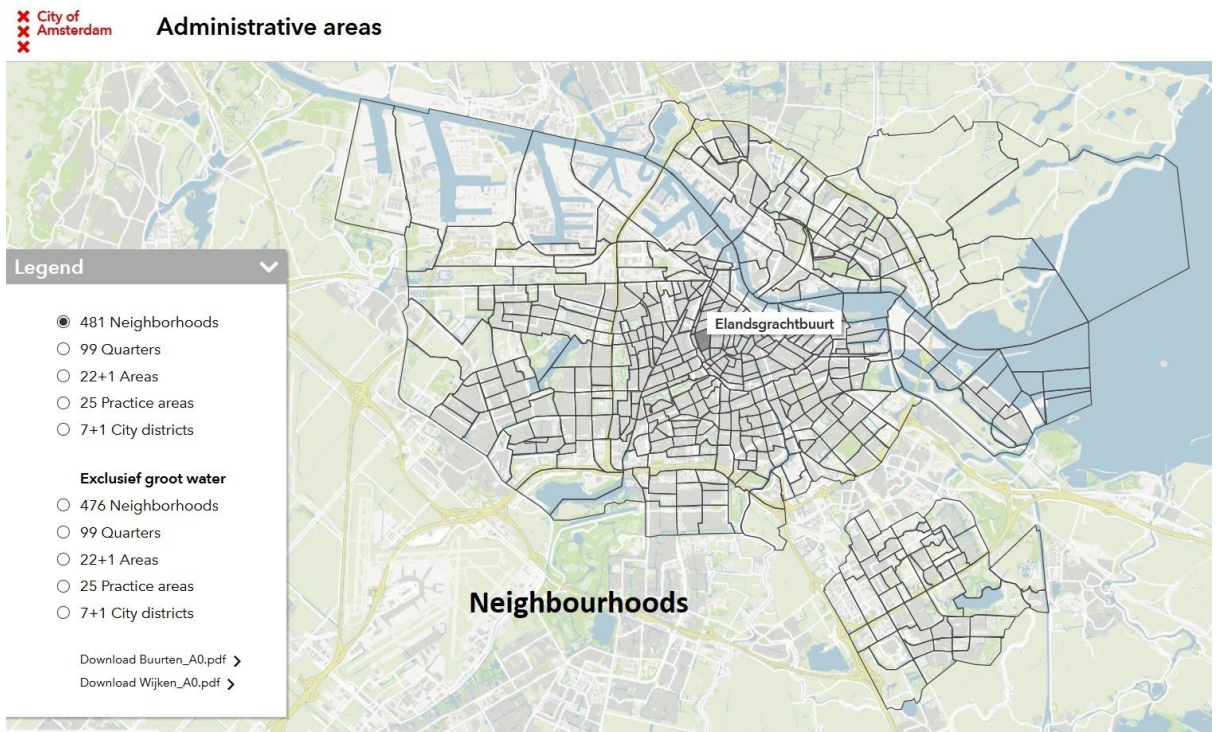 City of
Amsterdam
Administrative areas
Elandsgrachtbuurt
Legend
481 Neighborhoods
99 Quarters
22+1 Areas
25 Practice areas
7+1 City districts
Exclusief groot water
476 Neighborhoods
99 Quarters
22+1 Areas
25 Practice areas
7+1 City districts
Download Buurten_A0.pdf
Download Wijken_A0.pdf
Neighbourhoods